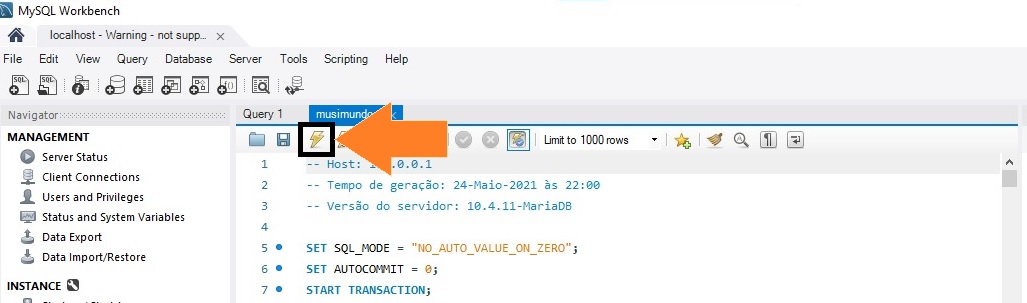 MySQL Workbench
localhost - Warning - not supp...
File Edit View Query Database Server Tools Scripting Help
SQL SQL
Navigator
Query 1 musimundo
MANAGEMENT
Limit to 1000 rows
Server Status
Client Connections
Users and Privileges
Status and System Variables
Data Export
Data Import/Restore
INSTANCE
1 -- Host: .0.0.1
2 -- Tempo de geração: 24-Maio-2021 às 22:00
3 -- Versão do servidor: 10.4.11-MariaDB
4
5 SET SQL_MODE = "NO_AUTO_VALUE_ON_ZERO";
6 SET AUTOCOMMIT = 0;
7 START TRANSACTION;